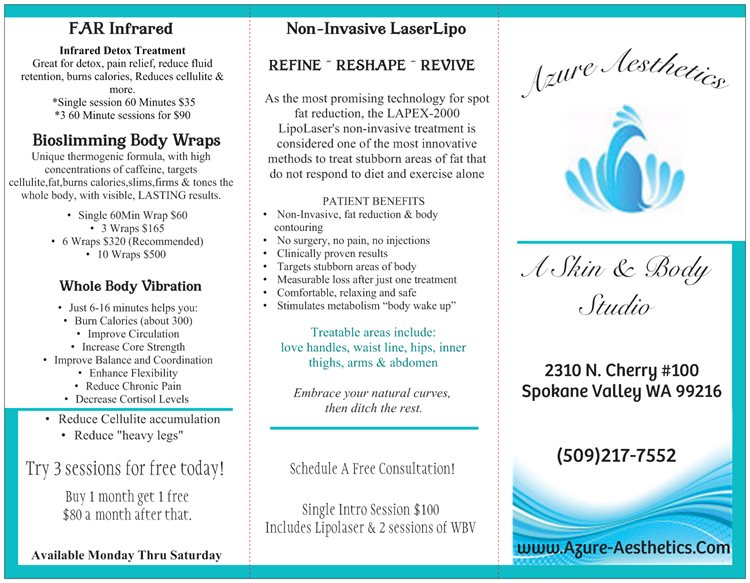 FAR Infrared
Infrared Detox Treatment
Great for detox, pain relief, reduce fluid
retention, burns calories, Reduces cellulite &
more.
*Single session 60 Minutes $35
*3 60 Minute sessions for $90
Bioslimming Body Wraps
Unique thermogenic formula, with high
concentrations of caffeine, targets
cellulite,fat,burns calories,slims,firms & tones the
whole body, with visible, LASTING results.
• Single 60Min Wrap $60
• 3 Wraps $165
• 6 Wraps $320 (Recommended)
• 10 Wraps $500
Whole Body Vibration
• Just 6-16 minutes helps you:
• Burn Calories (about 300)
• Improve Circulation
• Increase Core Strength
• Improve Balance and Coordination
• Enhance Flexibility
• Reduce Chronic Pain
• Decrease Cortisol Levels
• Reduce Cellulite accumulation
• Reduce "heavy legs"
Try 3 sessions for free today!
Buy 1 month get 1 free
$80 a month after that.
Available Monday Thru Saturday
Non-Invasive LaserLipo
REFINE ~ RESHAPE ~ REVIVE
As the most promising technology for spot
fat reduction, the LAPEX-2000
LipoLaser's non-invasive treatment is
considered one of the most innovative
methods to treat stubborn areas of fat that
do not respond to diet and exercise alone
PATIENT BENEFITS
• Non-Invasive, fat reduction & body
contouring
• No surgery, no pain, no injections
• Clinically proven results
• Targets stubborn areas of body
• Measurable loss after just one treatment
• Comfortable, relaxing and safe
• Stimulates metabolism “body wake up”
Treatable areas include:
love handles, waist line, hips, inner
thighs, arms & abdomen
Embrace your natural curves,
then ditch the rest.
Schedule A Free Consultation!
Single Intro Session $100
Includes Lipolaser & 2 sessions of WBV
Azure Aesthetics
A Skin & Body
Studio
2310 N. Cherry #100
Spokane Valley WA 99216
(509)217-7552
www.Azure-Aesthetics.Com